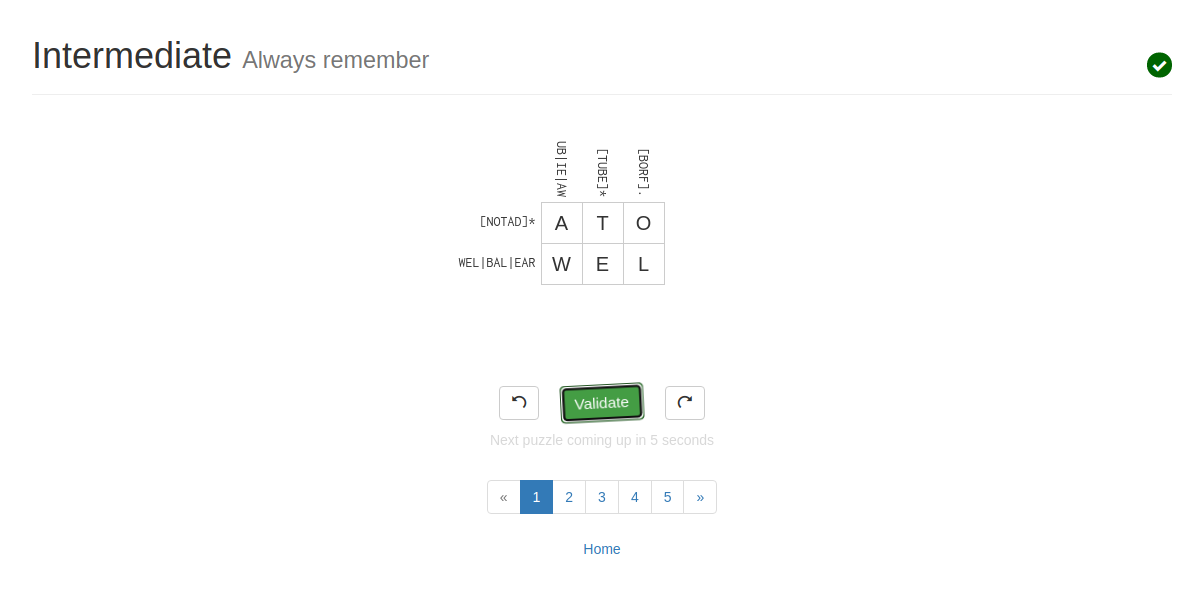 Intermediate Always remember
UB|IE|AW
[TUBE]*
[BORF].
[NOTAD]* A T O
WEL|BAL|EAR W E L
Validate
Next puzzle coming up in 5 seconds
« 1 2 3 4 5 »
Home